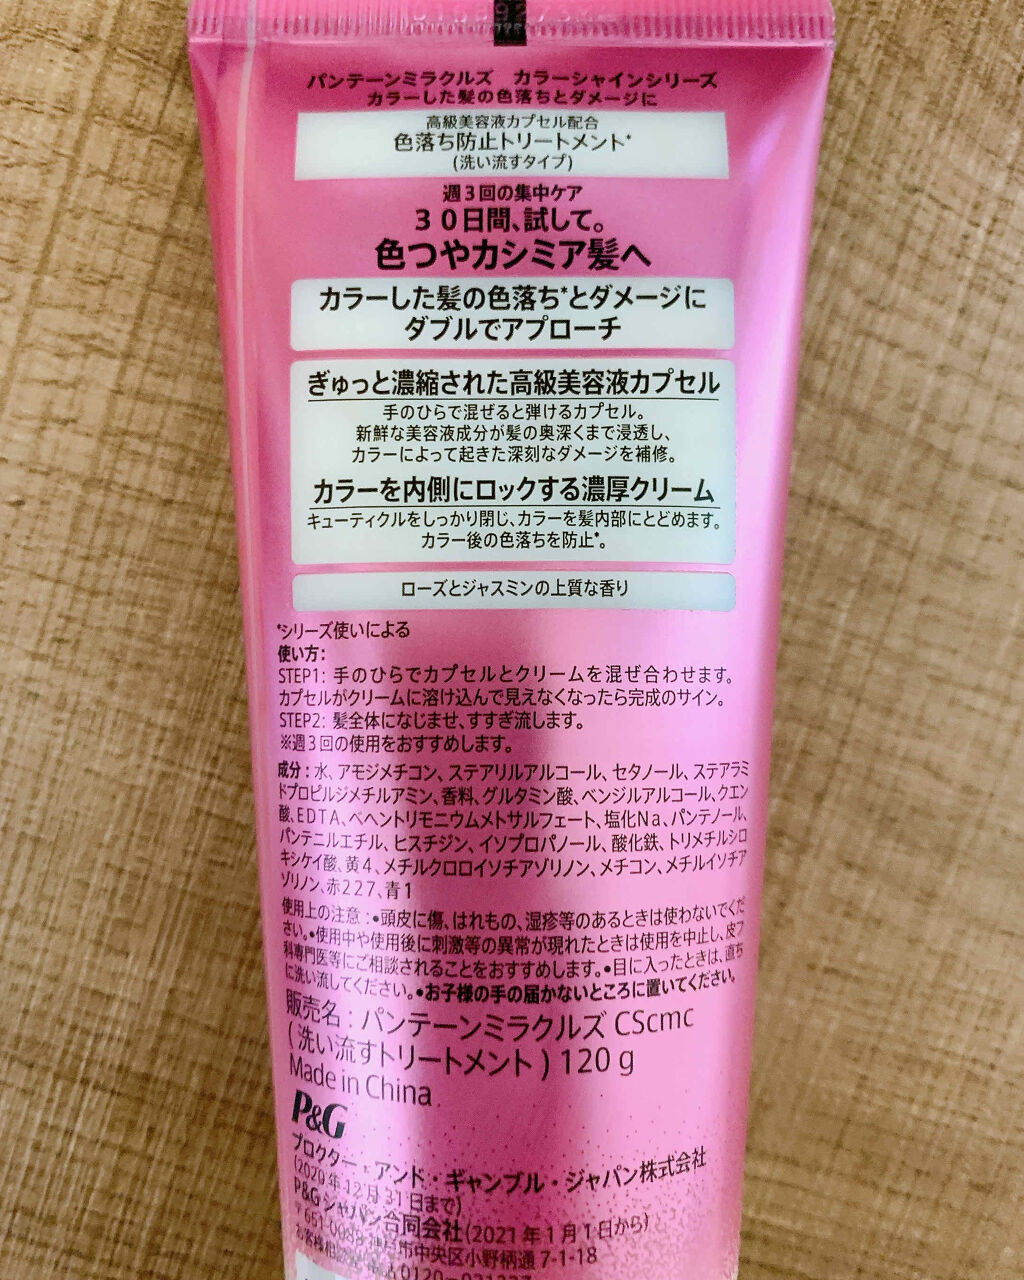 パンテーンミラクルズ カラーシャインシリーズ
カラーした髪の色落ちとダメージに
高級美容液カプセル配合
色落ち防止トリートメント*
(洗い流すタイプ)
週3回の集中ケア
30日間、試して。
色つやカシミア髪へ
カラーした髪の色落ち*とダメージに
ダブルでアプローチ
ぎゅっと濃縮された高級美容液カプセル
手のひらで混ぜると弾けるカプセル。
新鮮な美容液成分が髪の奥深くまで浸透し、
カラーによって起きた深刻なダメージを補修。
カラーを内側にロックする濃厚クリーム
キューティクルをしっかり閉じ、カラーを髪内部にとどめます。
カラー後の色落ちを防止*。
ローズとジャスミンの上質な香り
*シリーズ使いによる
使い方:
STEP1: 手のひらでカプセルとクリームを混ぜ合わせます。
カプセルがクリームに溶け込んで見えなくなったら完成のサイン。
STEP2: 髪全体になじませ、すすぎ流します。
※週3回の使用をおすすめします。
成分：水、アモジメチコン、ステアリルアルコール、セタノール、ステアラミ
ドプロピルジメチルアミン、香料、グルタミン酸、ベンジルアルコール、クエン
酸、EDTA、ベヘントリモニウムメトサルフェート、塩化Na、パンテノール、
パンテニルエチル、ヒスチジン、イソプロパノール、酸化鉄、トリメチルシロ
キシケイ酸、黄4、メチルクロロイソチアゾリノン、メチコン、メチルイソチア
ゾリノン、赤227、青1
使用上の注意：•頭皮に傷、はれもの、湿疹等のあるときは使わないでくだ
さい。•使用中や使用後に刺激等の異常が現れたときは使用を中止し、皮フ
科専門医等にご相談されることをおすすめします。•目に入ったときは、直ち
に洗い流してください。•お子様の手の届かないところに置いてください。
販売名：パンテーンミラクルズ CScmc
(洗い流すトリートメント) 120 g
Made in China
P&G
プロクター・アンド・ギャンブル・ジャパン株式会社
(2020年12月31日まで)
P&Gジャパン合同会社(2021年1月1日から)
市中央区小野柄通 7-1-18
お客様相談 0120-021327